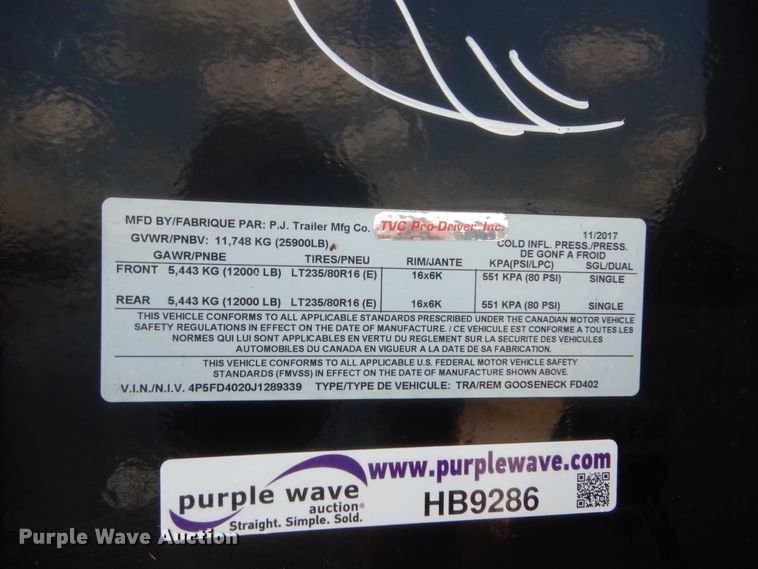 MFD BY/FABRIQUE PAR: P.J. Trailer Mfg Co.
TVC Pro-Driver, Inc.
11/2017
GVWR/PNBV: 11,748 KG (25900LB)
COLD INFL. PRESS./PRESS.
DE GONF A FROID
GAWR/PNBE TIRES/PNEU RIM/JANTE KPA(PSI/LPC) SGL/DUAL
FRONT 5,443 KG (12000 LB) LT235/80R16 (E) 16x6K 551 KPA (80 PSI) SINGLE
REAR 5,443 KG (12000 LB) LT235/80R16 (E) 16x6K 551 KPA (80 PSI) SINGLE
THIS VEHICLE CONFORMS TO ALL APPLICABLE STANDARDS PRESCRIBED UNDER THE CANADIAN MOTOR VEHICLE
SAFETY REGULATIONS IN EFFECT ON THE DATE OF MANUFACTURE. / CE VEHICULE EST CONFORME A TOUTES LES
NORMES QUI LUI SONT APPLICABLES EN VERTU DU REGLEMENT SUR LA SECURITE DES VEHICULES
AUTOMOBILES DU CANADA EN VIGUEUR A LA DATE DE SA FABRICATION.
THIS VEHICLE CONFORMS TO ALL APPLICABLE U.S. FEDERAL MOTOR VEHICLE SAFETY
STANDARDS (FMVSS) IN EFFECT ON THE DATE OF MANUFACTURE SHOWN ABOVE.
V.I.N./N.I.V. 4P5FD4020J1289339 TYPE/TYPE DE VEHICULE: TRA/REM GOOSENECK FD402
purple wave
auction®
Straight. Simple. Sold.
www.purplewave.com
HB9286
Purple Wave Auction